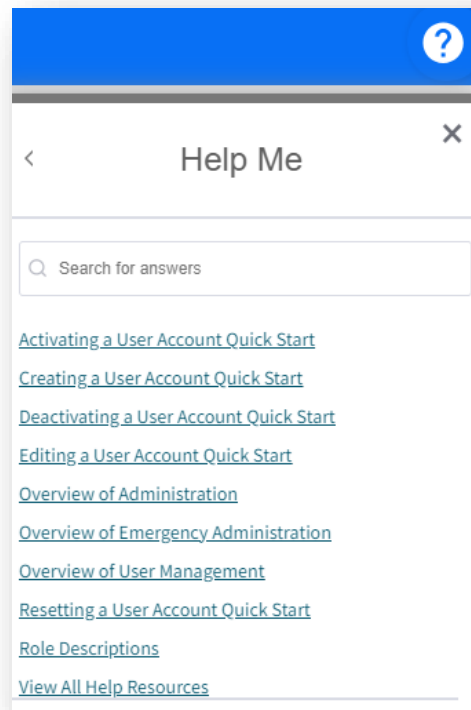 ?
Help Me
Search for answers
Activating a User Account Quick Start
Creating a User Account Quick Start
Deactivating a User Account Quick Start
Editing a User Account Quick Start
Overview of Administration
Overview of Emergency Administration
Overview of User Management
Resetting a User Account Quick Start
Role Descriptions
View All Help Resources